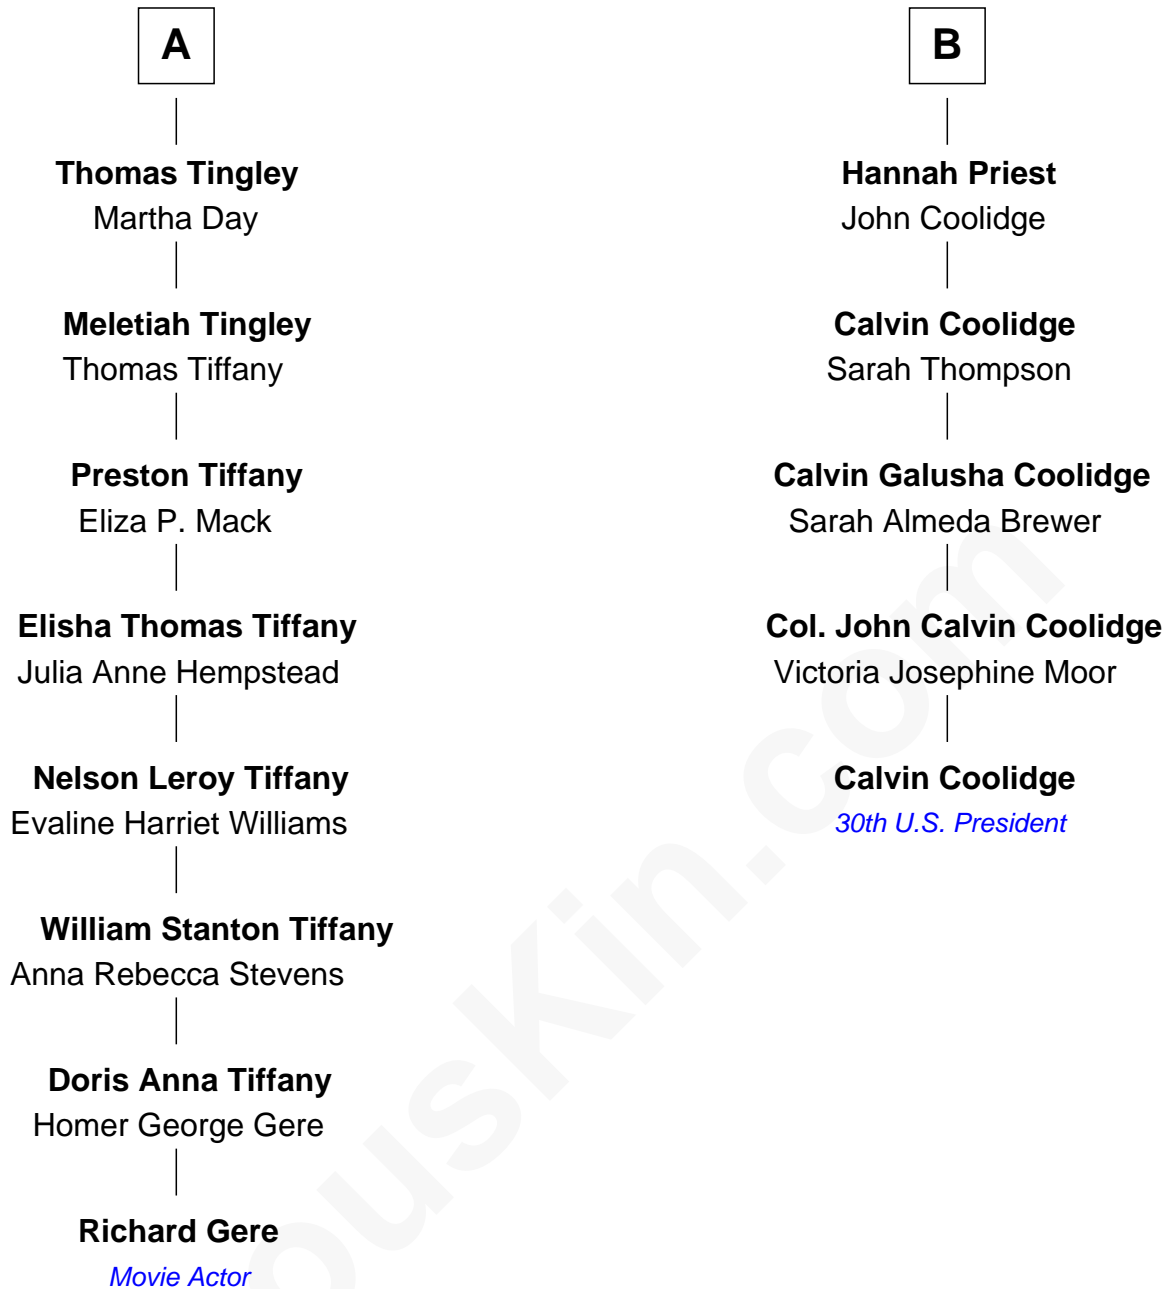 A
Thomas Tingley
Martha Day
Meletiah Tingley
Thomas Tiffany
Preston Tiffany
Eliza P. Mack
Elisha Thomas Tiffany
Julia Anne Hempstead
Nelson Leroy Tiffany
Evaline Harriet Williams
William Stanton Tiffany
Anna Rebecca Stevens
Doris Anna Tiffany
Homer George Gere
Richard Gere
Movie Actor
B
Hannah Priest
John Coolidge
Calvin Coolidge
Sarah Thompson
Calvin Galusha Coolidge
Sarah Almeda Brewer
Col. John Calvin Coolidge
Victoria Josephine Moor
Calvin Coolidge
30th U.S. President
ousKin.com